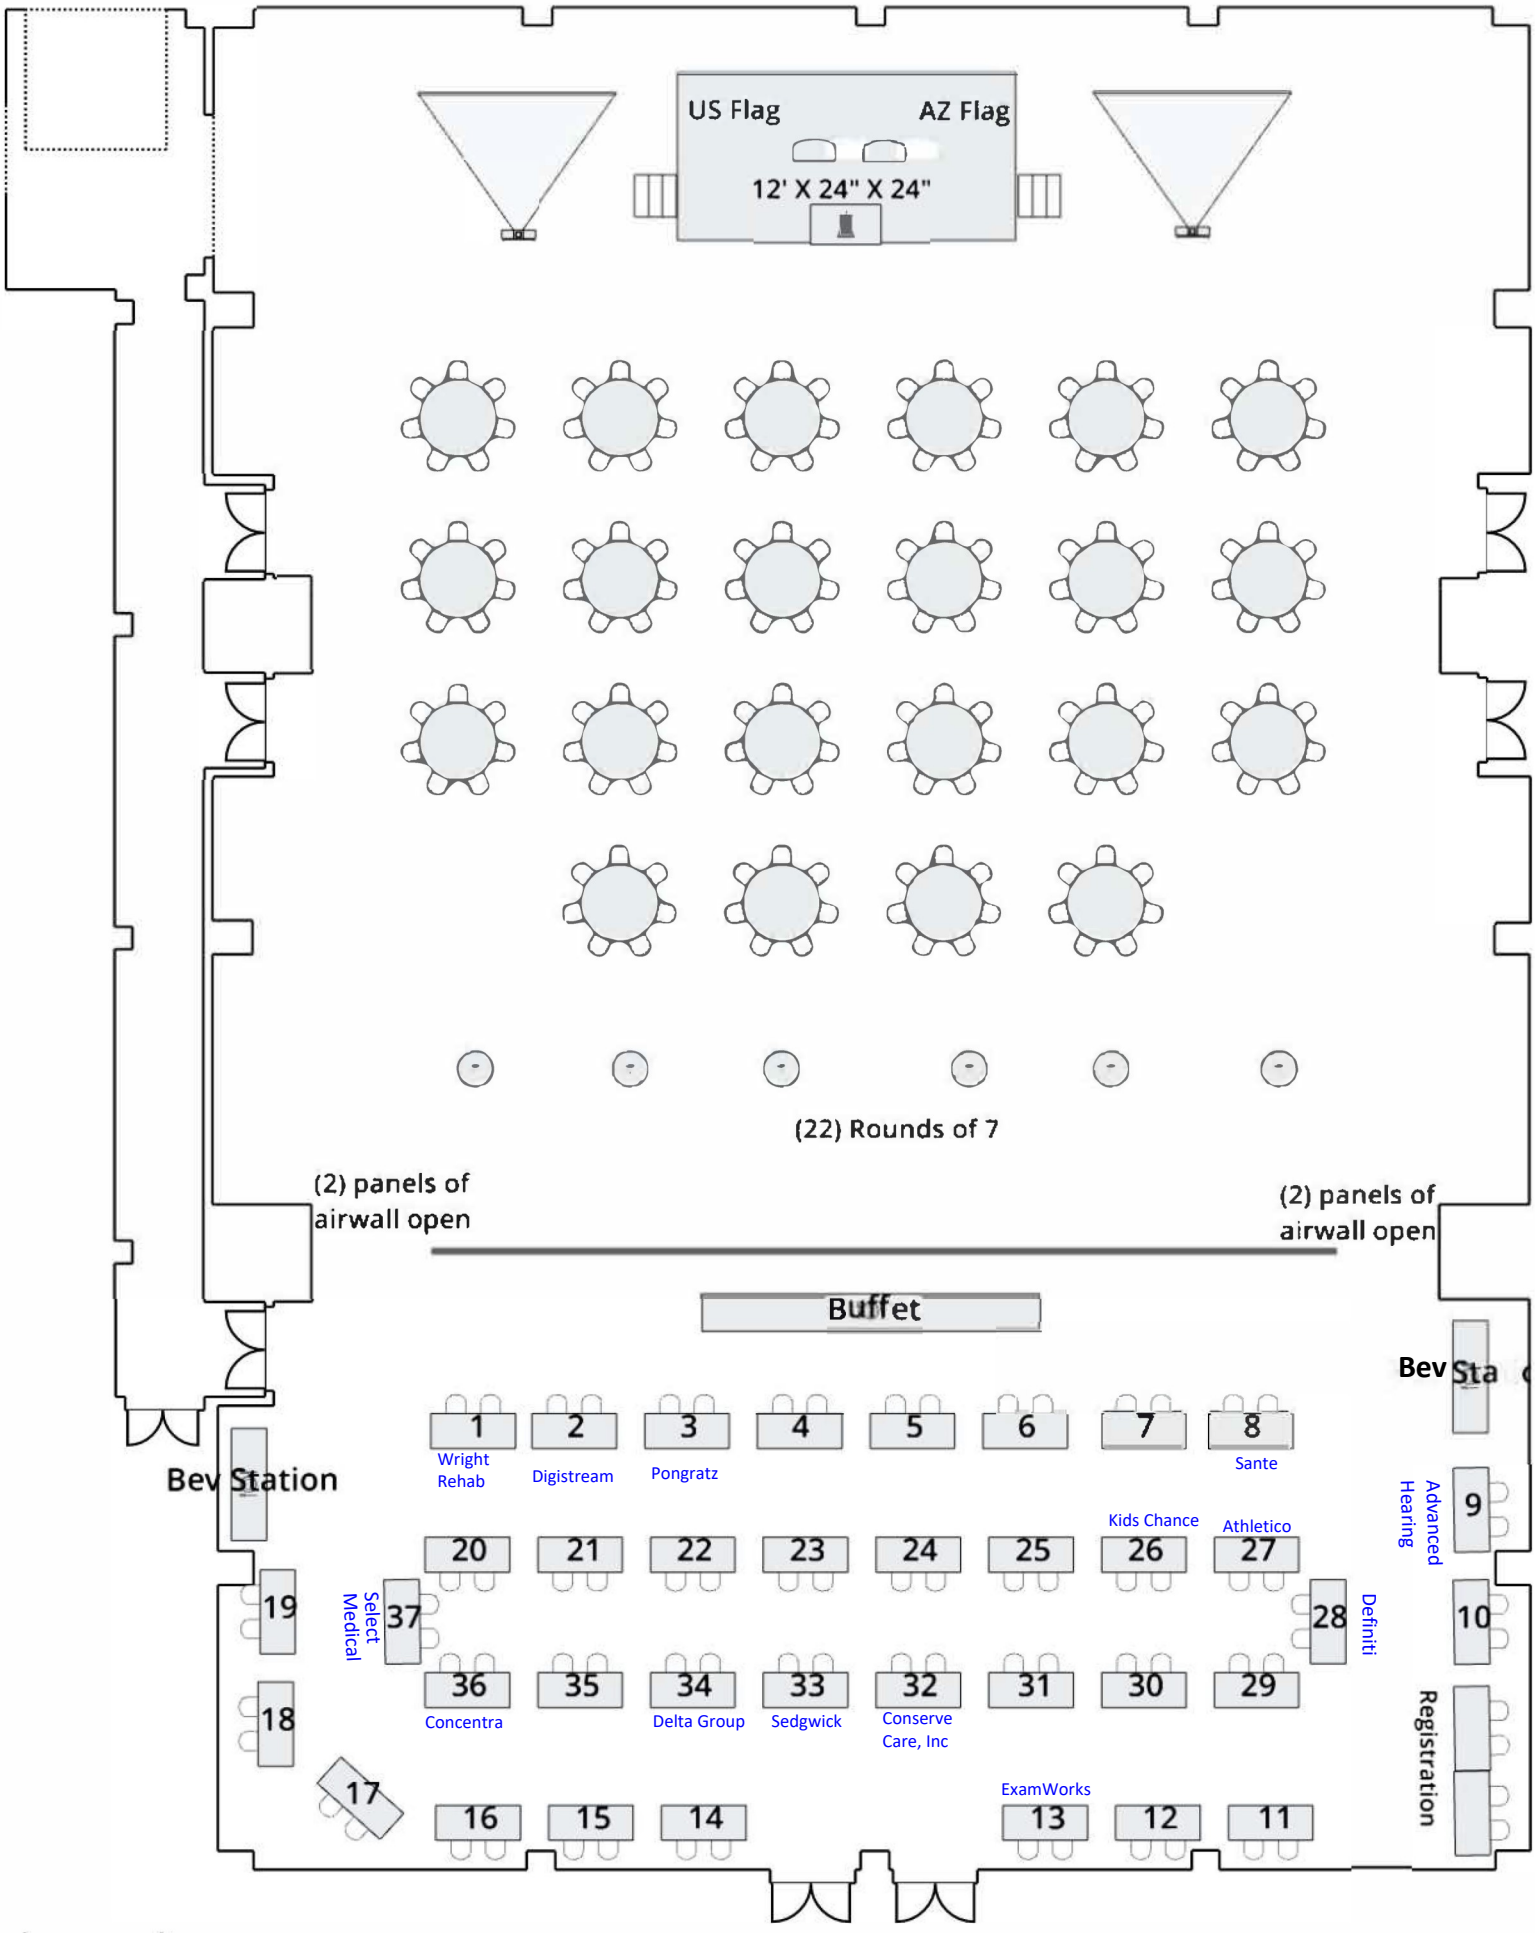 US Flag
AZ Flag
12' X 24" X 24"
(22) Rounds of 7
(2) panels of
airwall open
(2) panels of
airwall open
Buffet
Bev Sta
Bev Station
1
2
3
4
5
6
7
8
Wright
Rehab
Digistream
Pongratz
Sante
9
Advanced
Hearing
Kids Chance
Athletico
20
21
22
23
24
25
26
27
19
37
Select
Medical
28
Definiti
10
36
35
34
33
32
31
30
29
Concentra
Delta Group
Sedgwick
Conserve
Care, Inc
18
Registration
17
ExamWorks
16
15
14
13
12
11